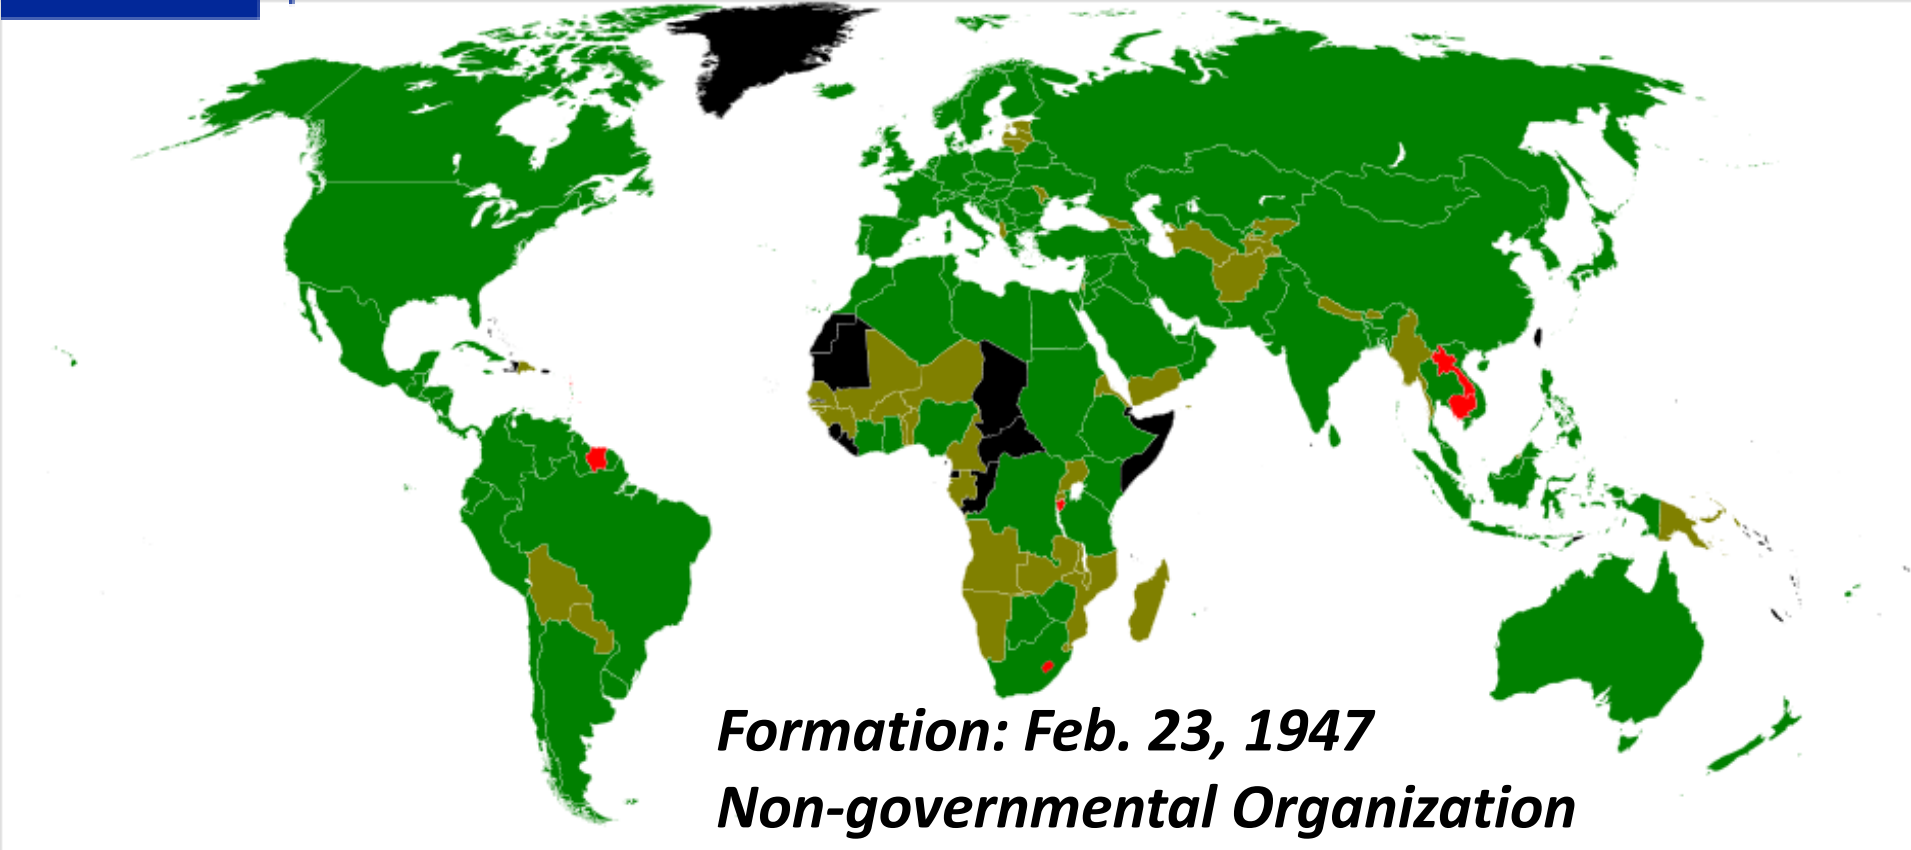 Formation: Feb. 23, 1947
Non-governmental Organization